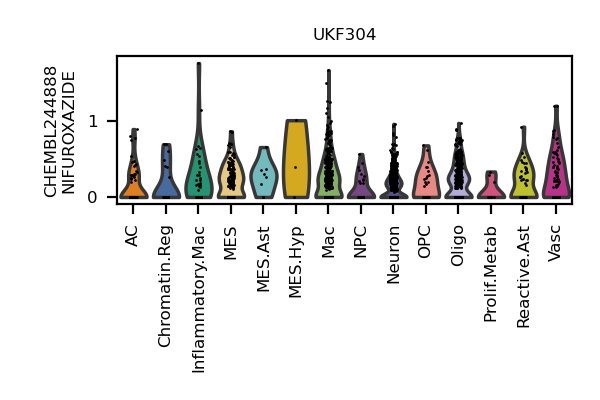 UKF304
CHEMBL244888
NIFUROXAZIDE
1
0
AC
Chromatin.Reg
Inflammatory.Mac
MES
MES.Ast
MES.Hyp
Mac
NPC
Neuron
OPC
Oligo
Prolif.Metab
Reactive.Ast
Vasc